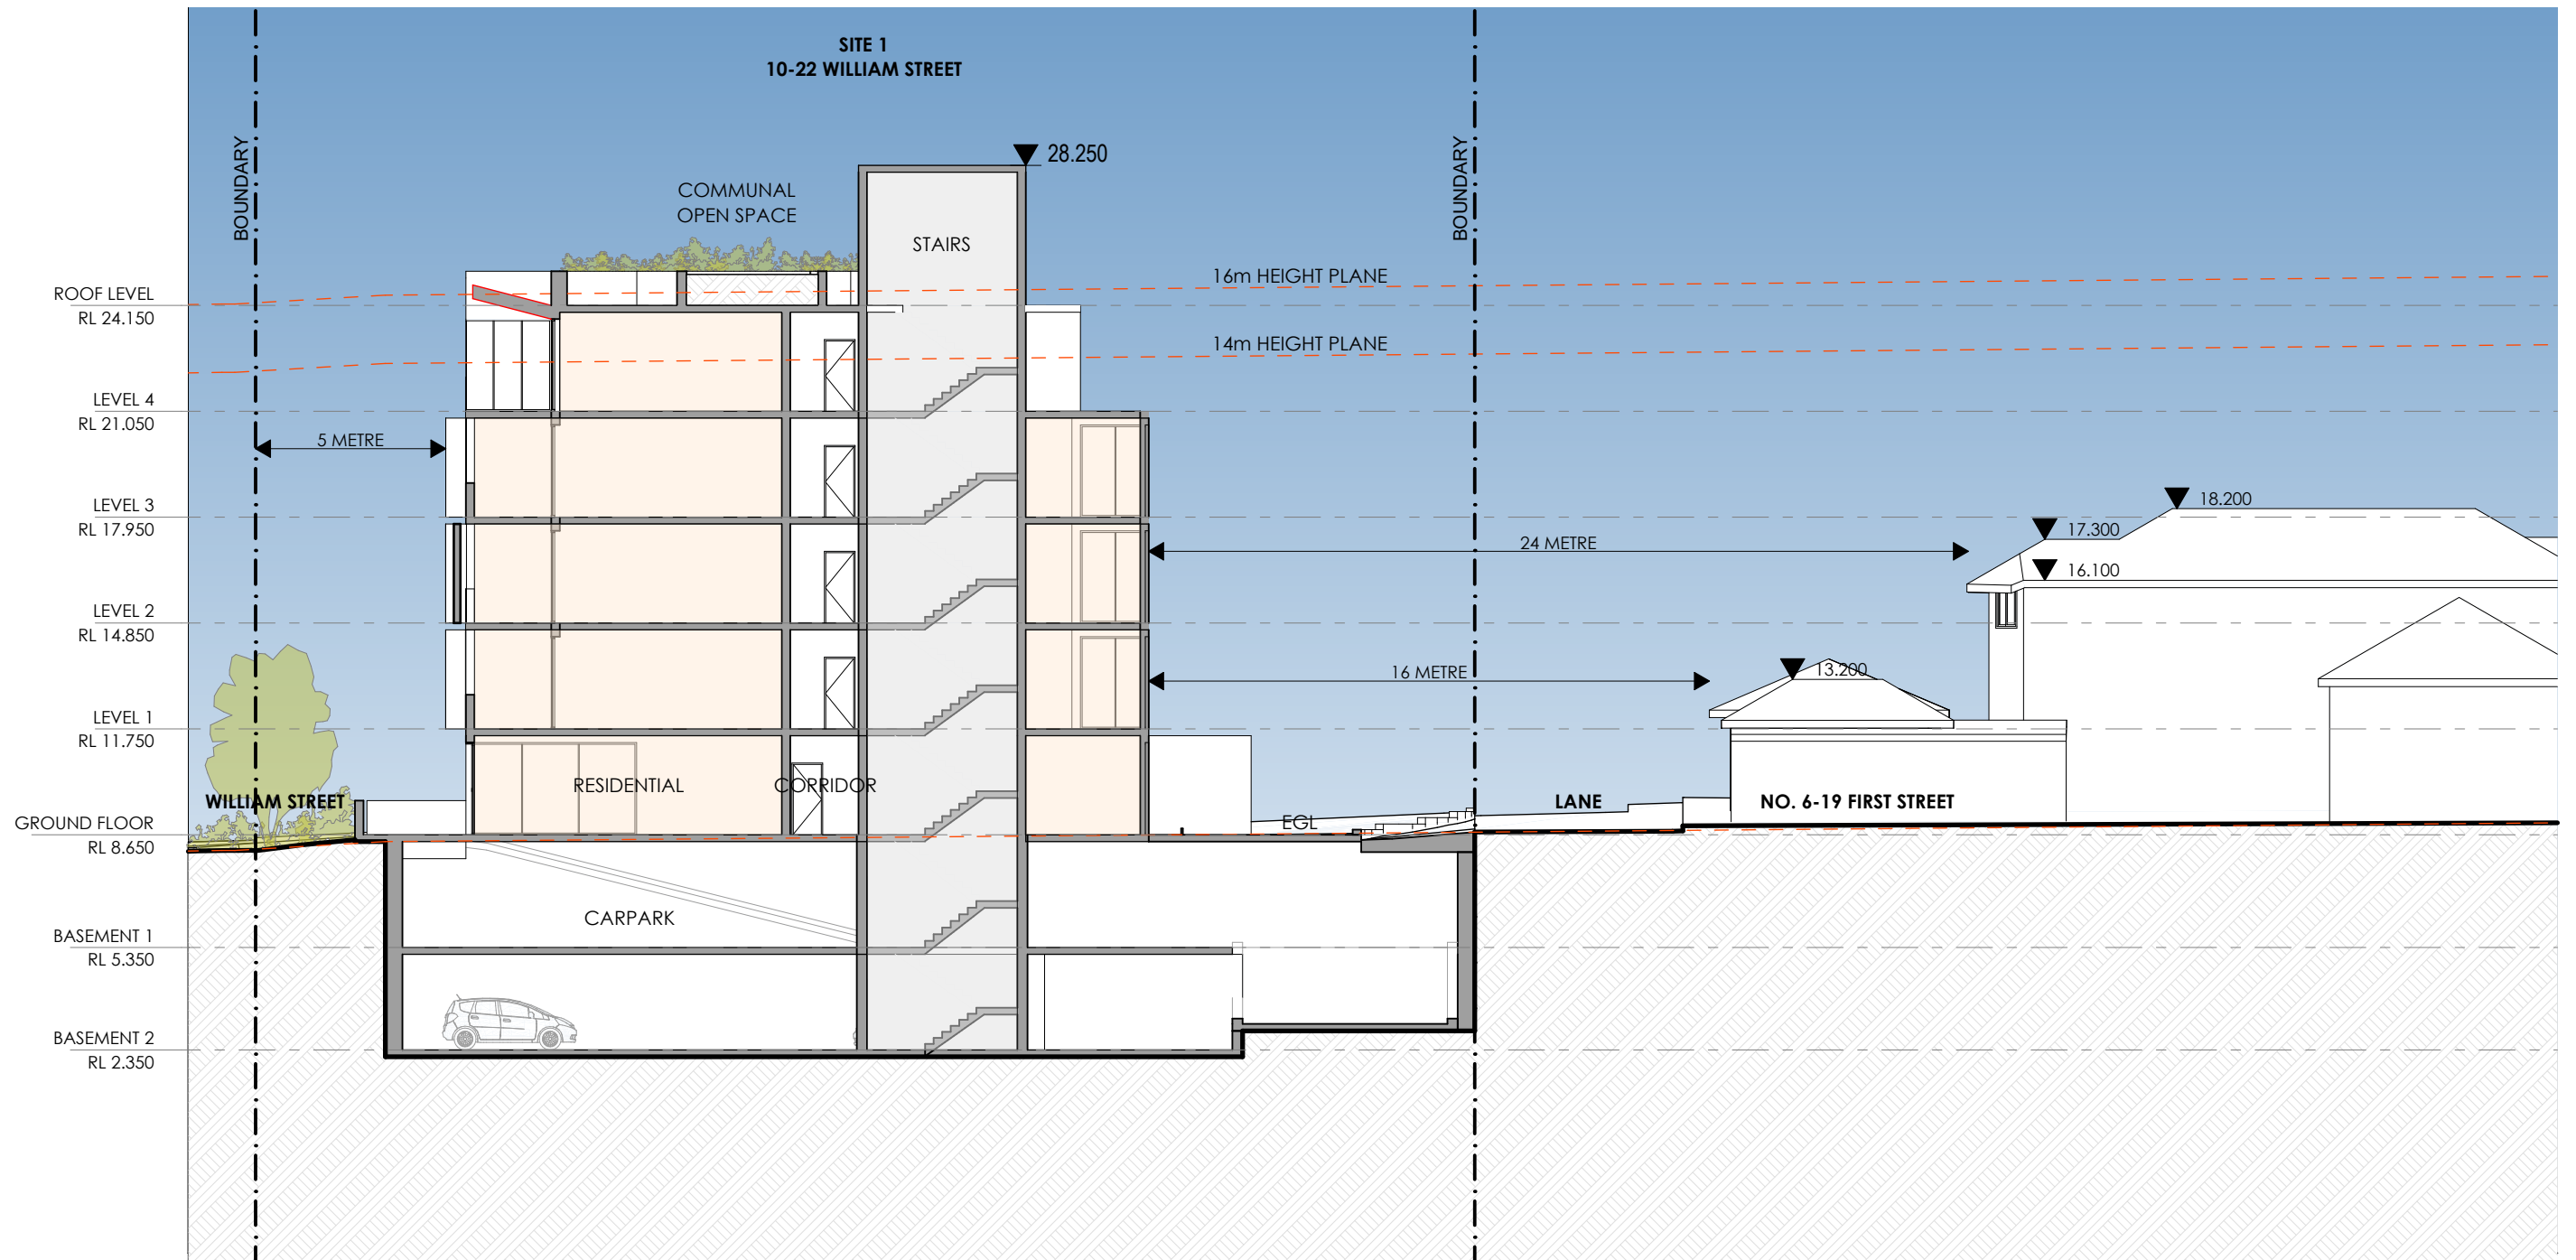 SITE 1
10-22 WILLIAM STREET
BOUNDARY
BOUNDARY
28.250
COMMUNAL
OPEN SPACE
STAIRS
16m HEIGHT PLANE
ROOF LEVEL
RL 24.150
14m HEIGHT PLANE
LEVEL 4
RL 21.050
5 METRE
LEVEL 3
RL 17.950
18.200
17.300
24 METRE
16.100
LEVEL 2
RL 14.850
16 METRE
13.200
LEVEL 1
RL 11.750
RESIDENTIAL
CORRIDOR
WILLIAM STREET
LANE
NO. 6-19 FIRST STREET
GROUND FLOOR
RL 8.650
EGL
CARPARK
BASEMENT 1
RL 5.350
BASEMENT 2
RL 2.350